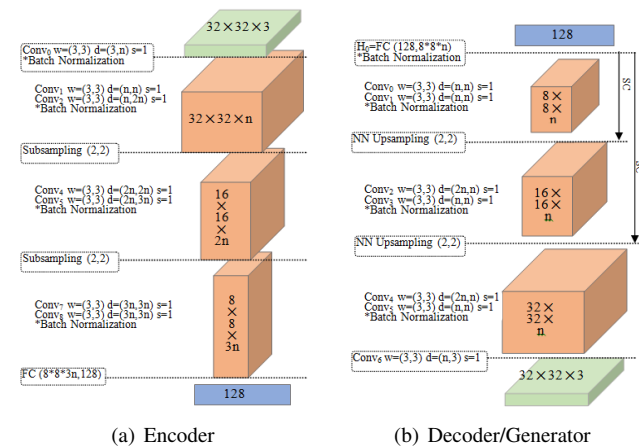 32×32×3
Conv₀ w=(3,3) d=(3,n) s=1
*Batch Normalization
Conv₁ w=(3,3) d=(n,n) s=1
Conv₂ w=(3,3) d=(n,2n) s=1
*Batch Normalization
32×32×n
Subsampling (2,2)
Conv₄ w=(3,3) d=(2n,2n) s=1
Conv₅ w=(3,3) d=(2n,3n) s=1
*Batch Normalization
16
×
16
×
2n
Subsampling (2,2)
Conv₇ w=(3,3) d=(3n,3n) s=1
Conv₈ w=(3,3) d=(3n,3n) s=1
*Batch Normalization
8
×
8
×
3n
FC (8*8*3n,128)
128
(a) Encoder
128
H₀=FC (128,8*8*n)
*Batch Normalization
SC
Conv₀ w=(3,3) d=(n,n) s=1
Conv₁ w=(3,3) d=(n,n) s=1
*Batch Normalization
8×
8×
n
NN Upsampling (2,2)
Conv₂ w=(3,3) d=(2n,n) s=1
Conv₃ w=(3,3) d=(n,n) s=1
*Batch Normalization
16×
16×
n
NN Upsampling (2,2)
Conv₄ w=(3,3) d=(2n,n) s=1
Conv₅ w=(3,3) d=(n,n) s=1
*Batch Normalization
32×
32×
n
Conv₆ w=(3,3) d=(n,3) s=1
32×32×3
(b) Decoder/Generator